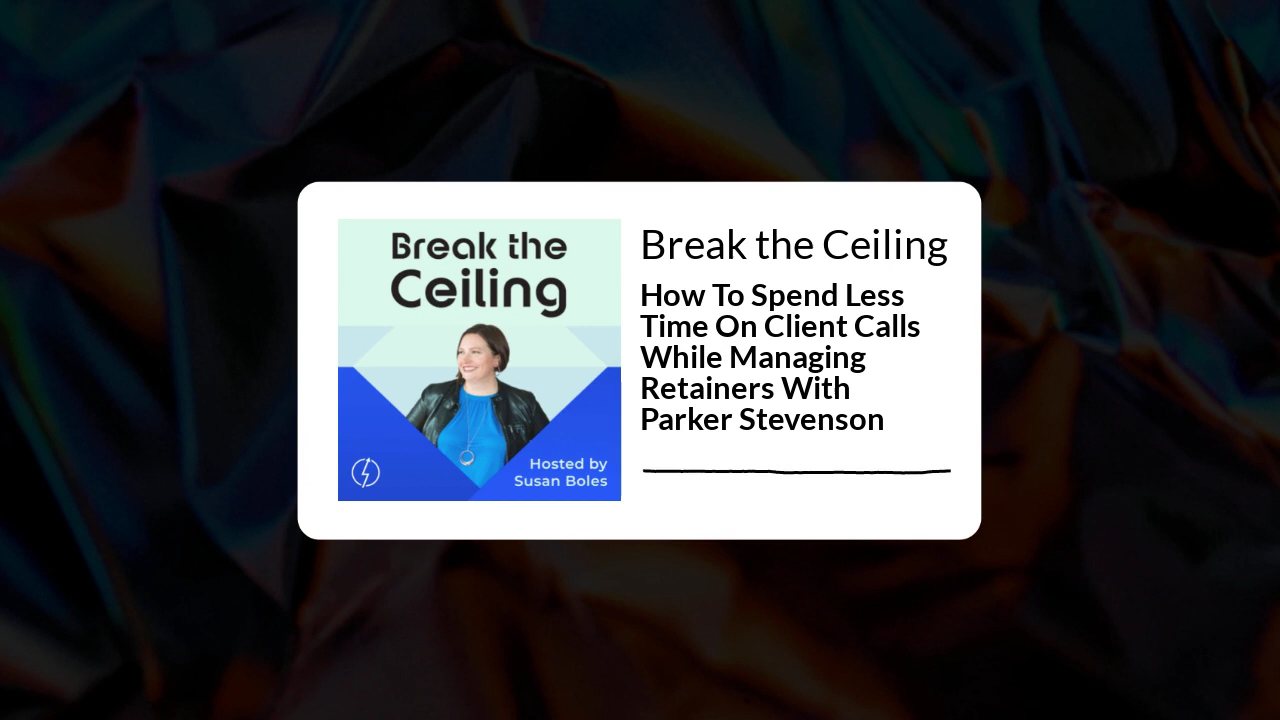 Break the
Ceiling
Hosted by
Susan Boles
Break the Ceiling
How To Spend Less
Time On Client Calls
While Managing
Retainers With
Parker Stevenson